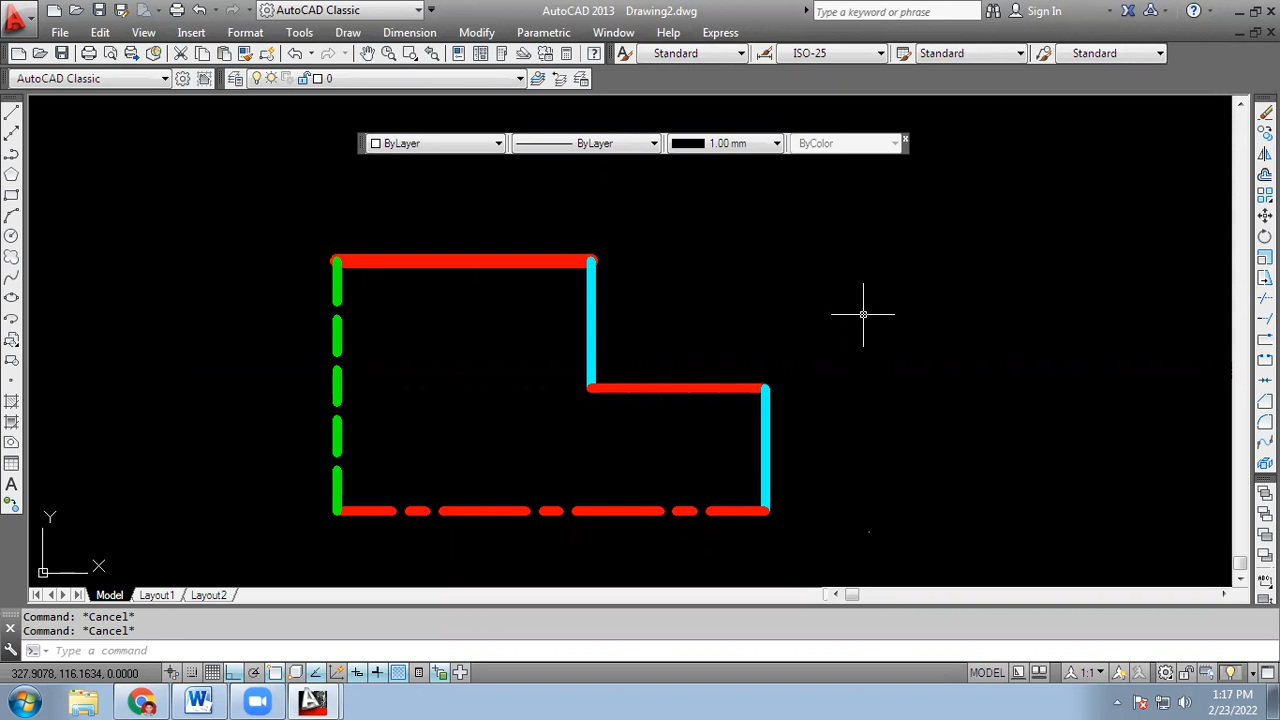 AutoCAD Classic
AutoCAD 2013 Drawing2.dwg
Type a keyword or phrase
Sign In
File Edit View Insert Format Tools Draw Dimension Modify Parametric Window Help Express
Standard
ISO-25
Standard
Standard
AutoCAD Classic
0
ByLayer
ByLayer
1.00 mm
ByColor
Y
X
Model
Layout1
Layout2
Command: *Cancel*
Command: *Cancel*
Type a command
327.9078, 116.1634, 0.0000
MODEL
1:1
1:17 PM
2/23/2022